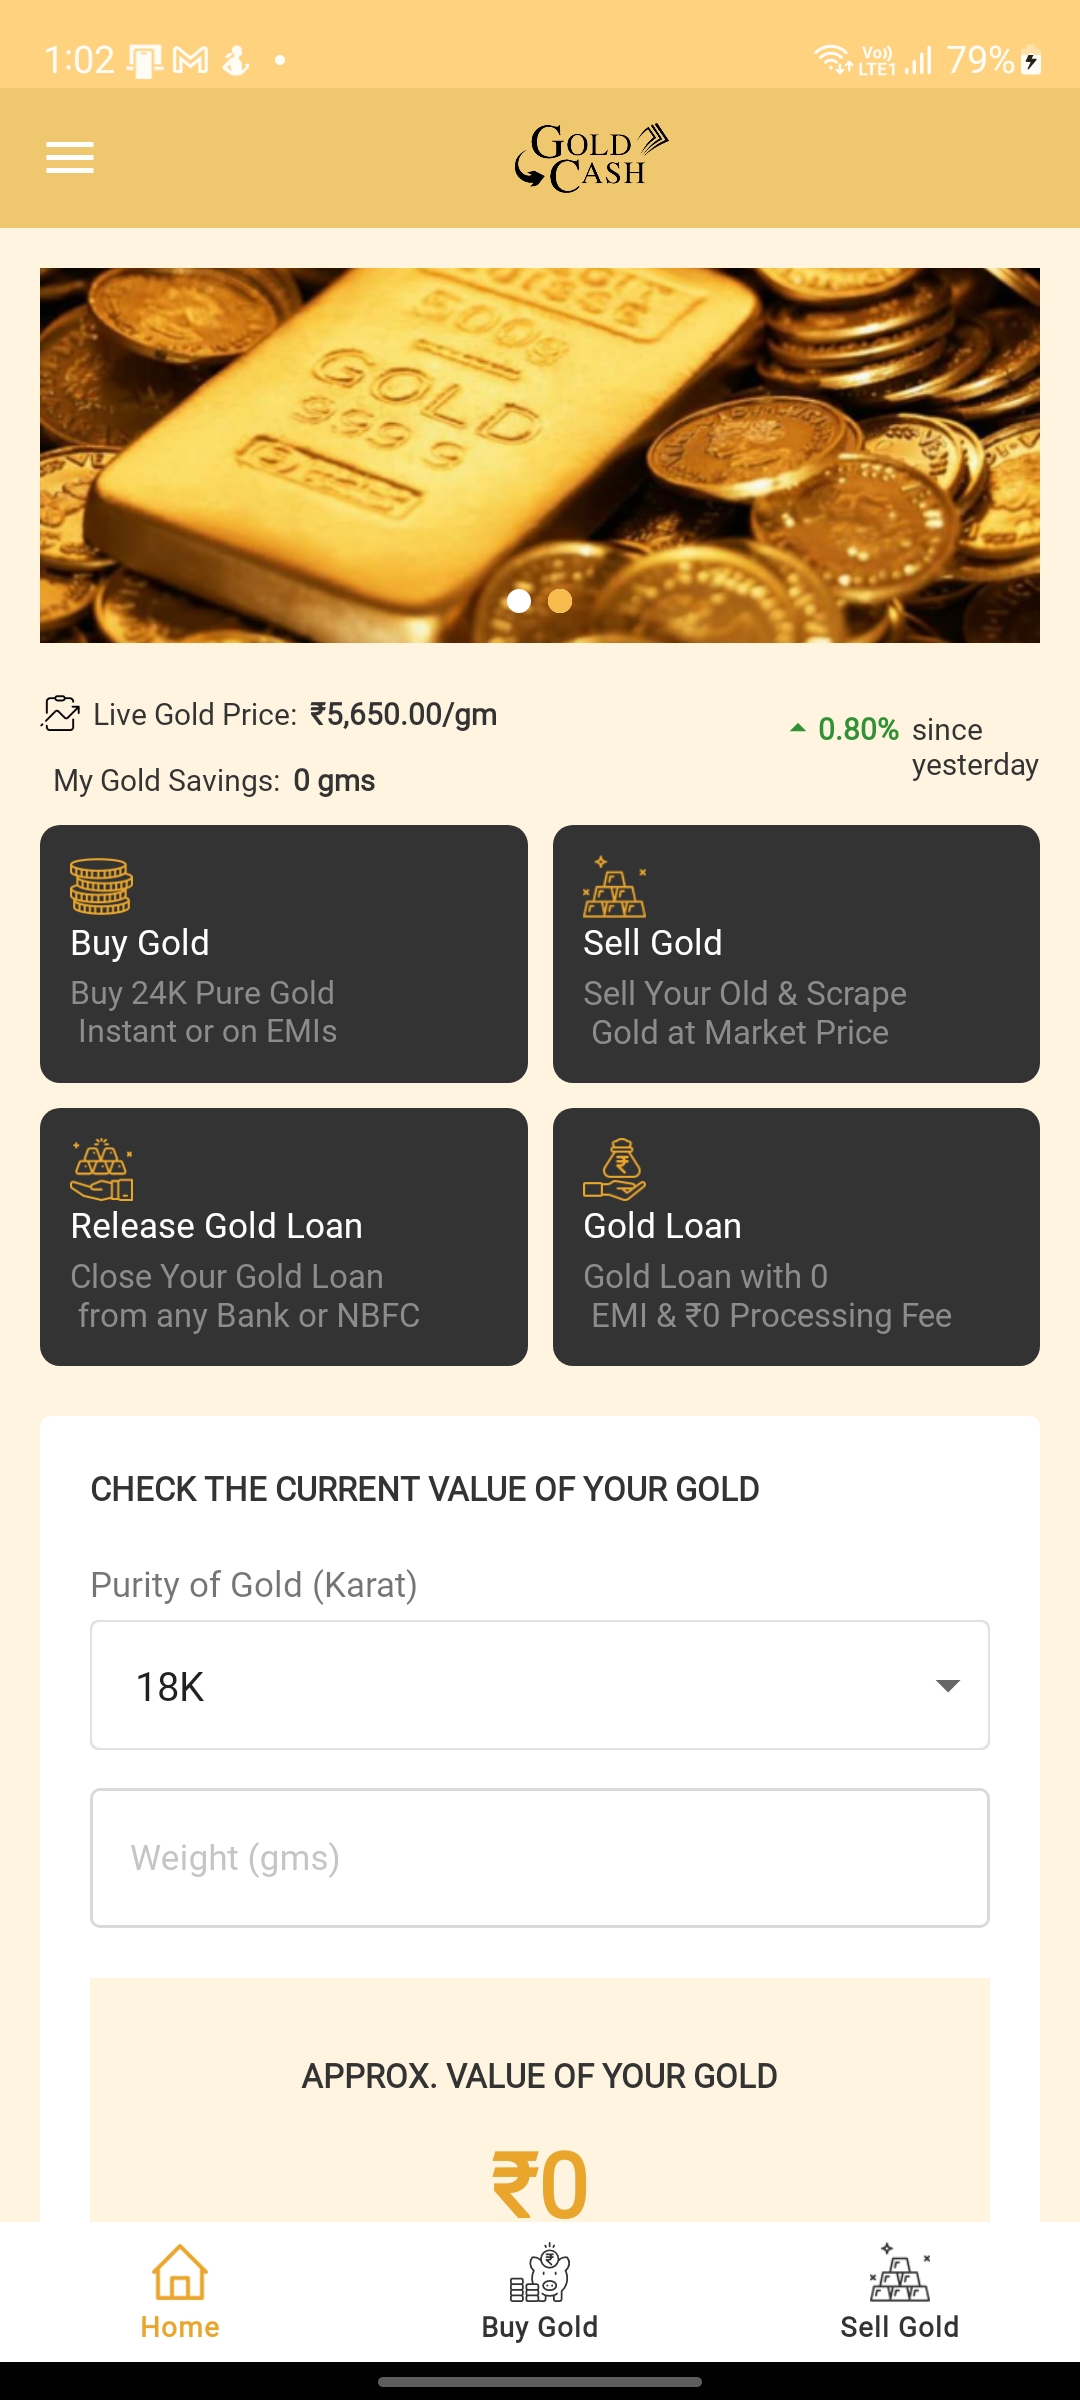 1:02
Vo))
LTE1
79%
GOLD
CASH
500g
GOLD
999.9
Live Gold Price: ₹5,650.00/gm
▲ 0.80% since
yesterday
My Gold Savings: 0 gms
Buy Gold
Buy 24K Pure Gold
Instant or on EMIs
Sell Gold
Sell Your Old & Scrape
Gold at Market Price
Release Gold Loan
Close Your Gold Loan
from any Bank or NBFC
Gold Loan
Gold Loan with 0
EMI & ₹0 Processing Fee
CHECK THE CURRENT VALUE OF YOUR GOLD
Purity of Gold (Karat)
18K
Weight (gms)
APPROX. VALUE OF YOUR GOLD
₹0
Home
Buy Gold
Sell Gold